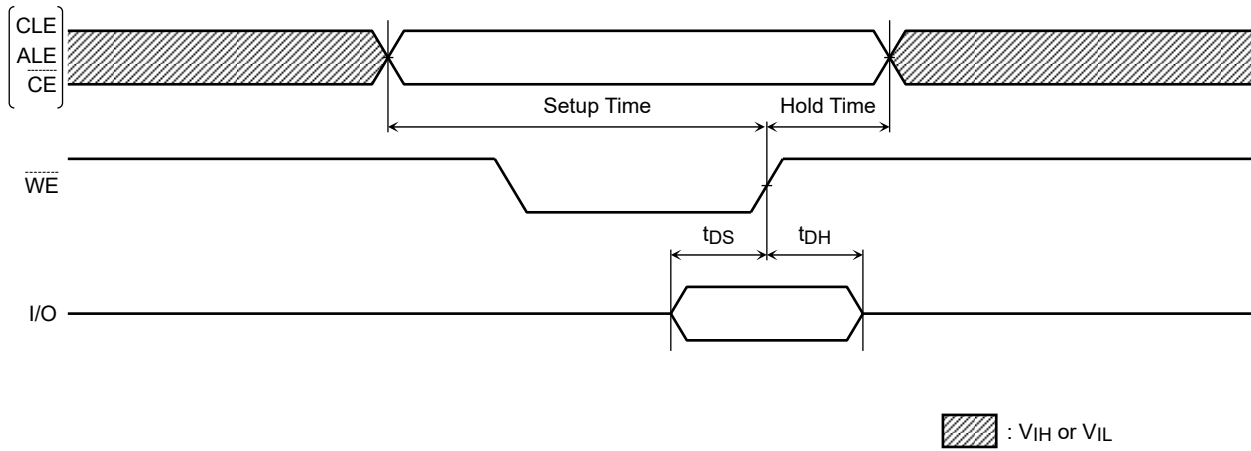 CLE
ALE
CE
Setup Time
Hold Time
WE
tDS
tDH
I/O
: VIH or VIL